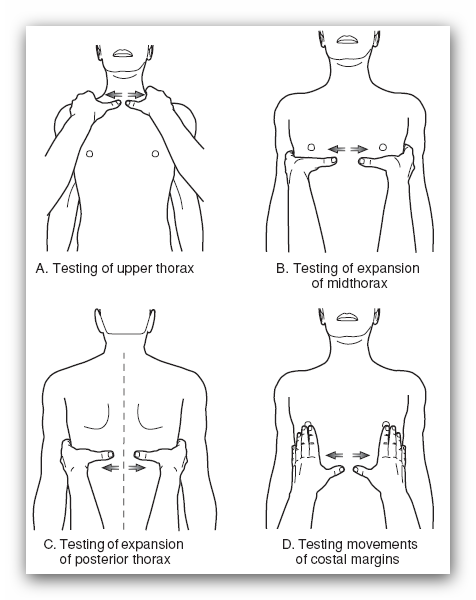 A. Testing of upper thorax
B. Testing of expansion
of midthorax
C. Testing of expansion
of posterior thorax
D. Testing movements
of costal margins